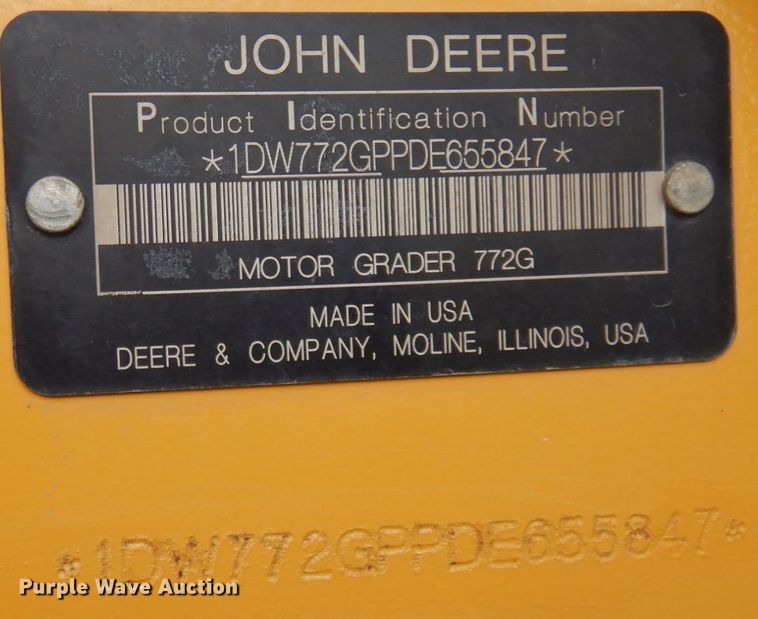 JOHN DEERE
Product Identification Number
*1DW772GPPDE655847*
MOTOR GRADER 772G
1DW772GPPDE655847
MADE IN USA
DEERE & COMPANY, MOLINE, ILLINOIS, USA
*1DW772GPPDE655847*
Purple Wave Auction